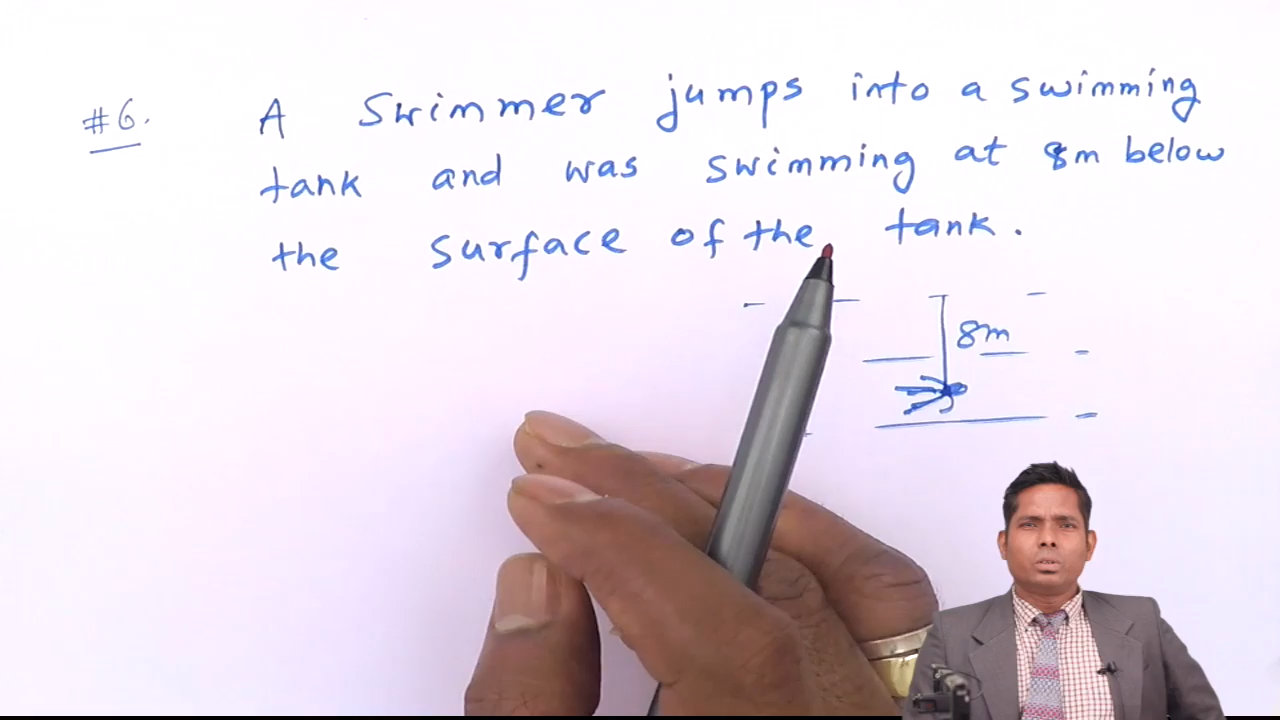 #6. A Swimmer jumps into a swimming
tank and was swimming at 8m below
the surface of the tank.
8m